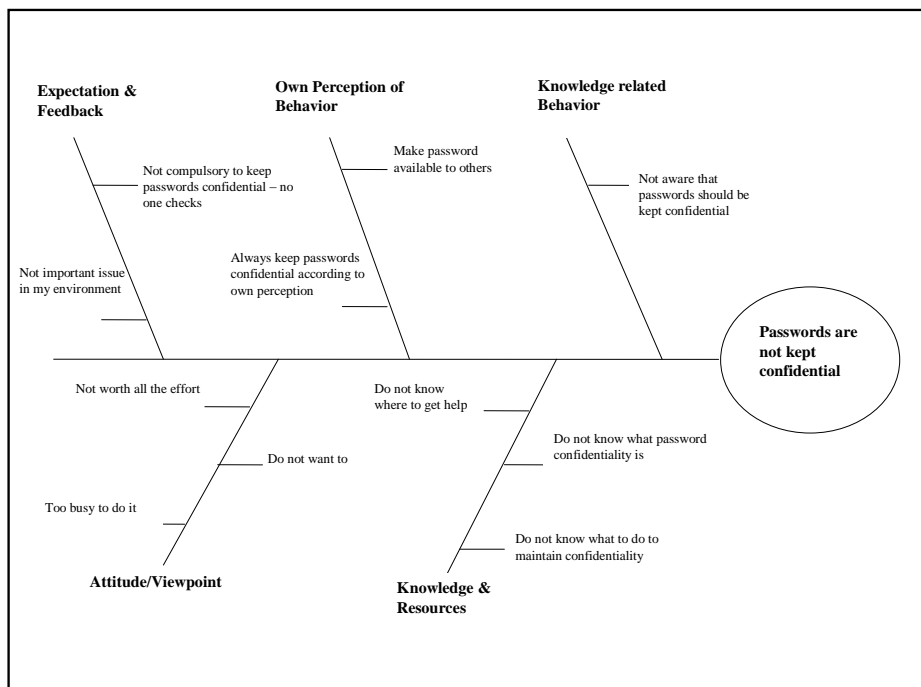 Expectation &
Feedback
Own Perception of
Behavior
Knowledge related
Behavior
Not compulsory to keep
passwords confidential – no
one checks
Make password
available to others
Not aware that
passwords should be
kept confidential
Not important issue
in my environment
Always keep passwords
confidential according to
own perception
Passwords are
not kept
confidential
Not worth all the effort
Do not want to
Too busy to do it
Attitude/Viewpoint
Do not know
where to get help
Do not know what password
confidentiality is
Do not know what to do to
maintain confidentiality
Knowledge &
Resources